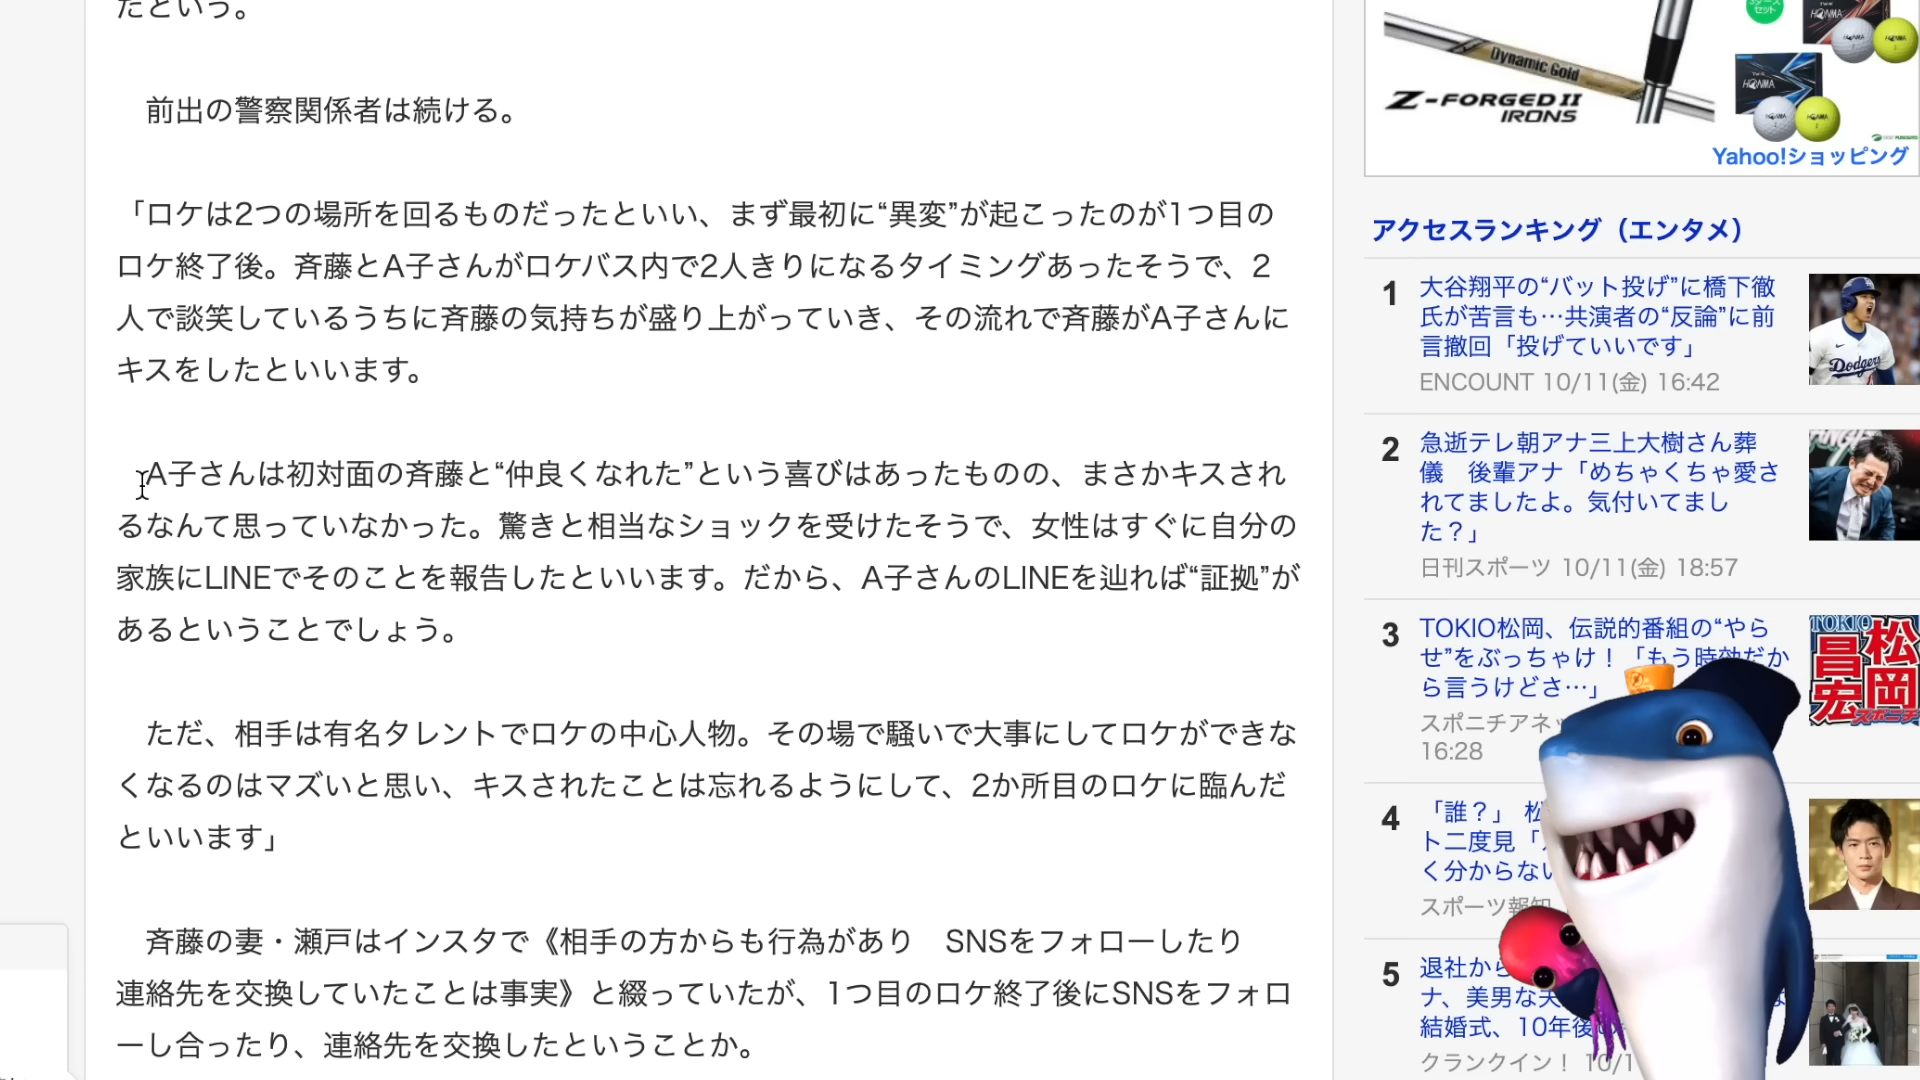 たという。
前出の警察関係者は続ける。
「ロケは2つの場所を回るものだったといい、まず最初に“異変”が起こったのが1つ目の
ロケ終了後。斉藤とA子さんがロケバス内で2人きりになるタイミングあったそうで、2
人で談笑しているうちに斉藤の気持ちが盛り上がっていき、その流れで斉藤がA子さんに
キスをしたといいます。
A子さんは初対面の斉藤と“仲良くなれた”という喜びはあったものの、まさかキスされ
るなんて思っていなかった。驚きと相当なショックを受けたそうで、女性はすぐに自分の
家族にLINEでそのことを報告したといいます。だから、A子さんのLINEを辿れば“証拠”が
あるということでしょう。
ただ、相手は有名タレントでロケの中心人物。その場で騒いで大事にしてロケができな
くなるのはマズいと思い、キスされたことは忘れるようにして、2か所目のロケに臨んだ
といいます」
斉藤の妻・瀬戸はインスタで《相手の方からも行為があり　SNSをフォローしたり
連絡先を交換していたことは事実》と綴っていたが、1つ目のロケ終了後にSNSをフォロ
ーし合ったり、連絡先を交換したということか。
Dynamic Gold
Z-FORGED II
IRONS
HONMA
HONMA
Yahoo!ショッピング
アクセスランキング（エンタメ）
1
大谷翔平の“バット投げ”に橋下徹
氏が苦言も…共演者の“反論”に前
言撤回「投げていいです」
ENCOUNT 10/11(金) 16:42
Dodgers
2
急逝テレ朝アナ三上大樹さん葬
儀　後輩アナ「めちゃくちゃ愛さ
れてましたよ。気付いてまし
た？」
日刊スポーツ 10/11(金) 18:57
3
TOKIO松岡、伝説的番組の“やら
せ”をぶっちゃけ！「もう時効だか
ら言うけどさ…」
スポニチアネッ
16:28
TOKIO
松岡
昌宏
スポニチ
4
「誰？」 松
ト二度見「
く分からない
スポーツ報知
5
退社から
ナ、美男な夫
結婚式、10年後
クランクイン！ 10/1